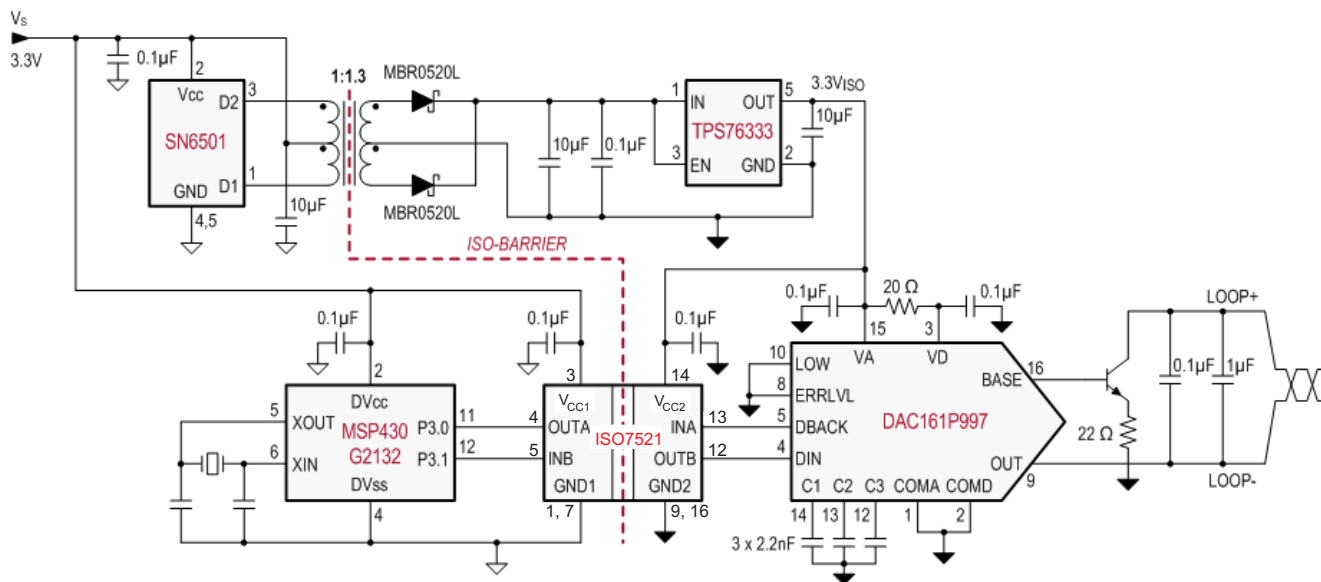 VS
3.3V
0.1µF
2
Vcc
D2
3
SN6501
D1
1
GND
4,5
10µF
1:1.3
MBR0520L
MBR0520L
10µF
0.1µF
1
IN
OUT
5
TPS76333
3
EN
GND
2
3.3VISO
10µF
ISO-BARRIER
0.1µF
2
DVcc
5
XOUT
MSP430
G2132
P3.0
11
6
XIN
P3.1
12
DVss
4
0.1µF
3
VCC1
4
OUTA
5
INB
GND1
1, 7
ISO7521
0.1µF
14
VCC2
INA
13
OUTB
12
GND2
9, 16
0.1µF
20 Ω
0.1µF
15
3
VA
VD
10
LOW
8
ERRLVL
5
DBACK
4
DIN
DAC161P997
BASE
16
OUT
9
C1
C2
C3
COMA
COMD
14
13
12
1
2
3 x 2.2nF
22 Ω
0.1µF
1µF
LOOP+
LOOP-